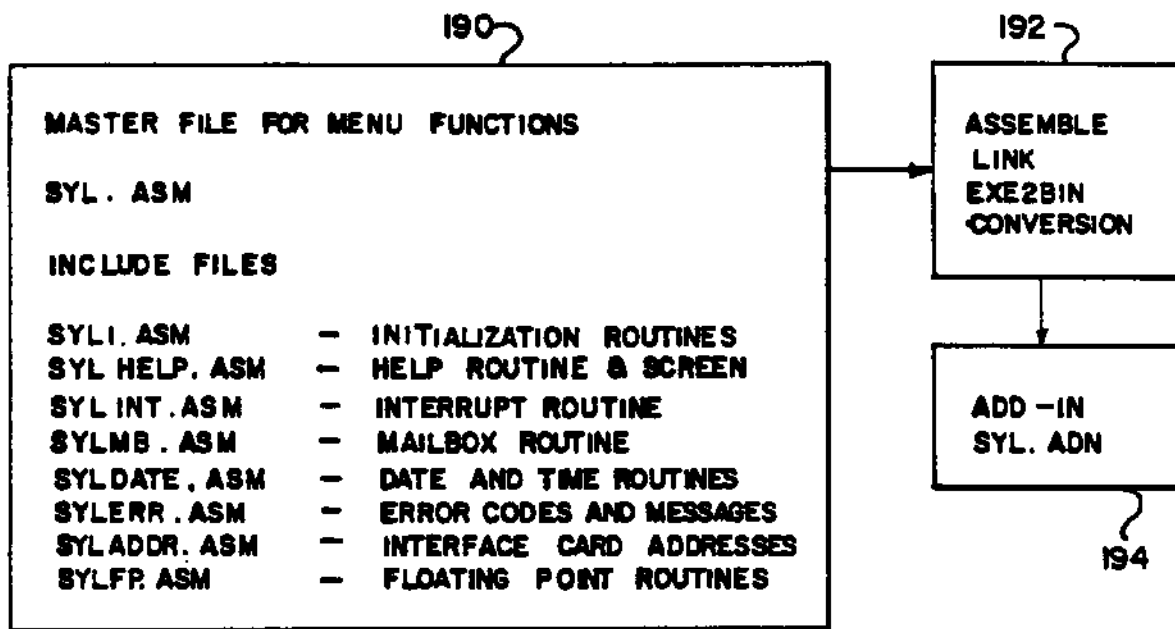 190
MASTER FILE FOR MENU FUNCTIONS
SYL. ASM
INCLUDE FILES
SYLI. ASM – INITIALIZATION ROUTINES
SYL HELP. ASM – HELP ROUTINE & SCREEN
SYLINT. ASM – INTERRUPT ROUTINE
SYLMB. ASM – MAILBOX ROUTINE
SYLDATE. ASM – DATE AND TIME ROUTINES
SYLERR. ASM – ERROR CODES AND MESSAGES
SYLADDR. ASM – INTERFACE CARD ADDRESSES
SYLFP. ASM – FLOATING POINT ROUTINES
192
ASSEMBLE
LINK
EXE2BIN
CONVERSION
ADD-IN
SYL. ADN
194